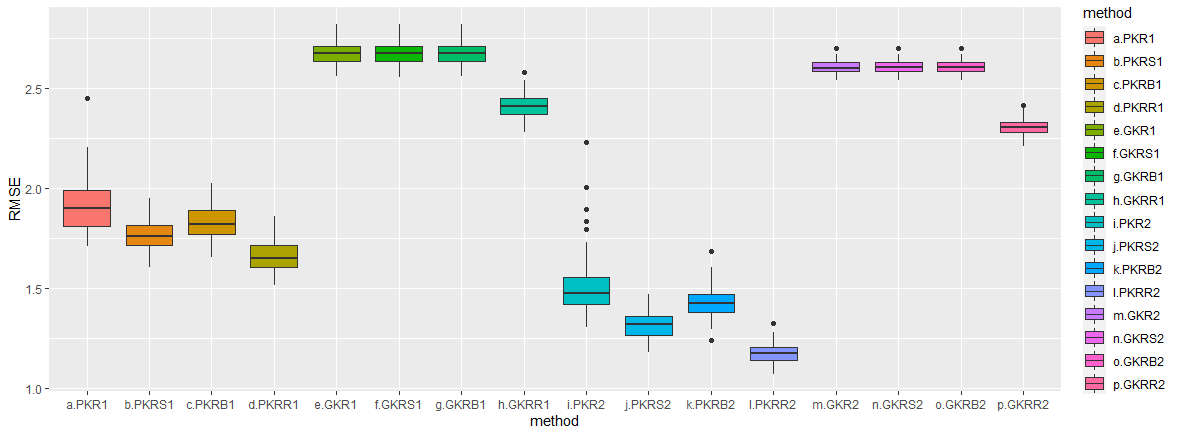 RMSE
2.5
2.0
1.5
1.0
a.PKR1 b.PKRS1 c.PKRB1 d.PKRR1 e.GKR1 f.GKRS1 g.GKRB1 h.GKRR1 i.PKR2 j.PKRS2 k.PKRB2 l.PKRR2 m.GKR2 n.GKRS2 o.GKRB2 p.GKRR2
method
method
a.PKR1
b.PKRS1
c.PKRB1
d.PKRR1
e.GKR1
f.GKRS1
g.GKRB1
h.GKRR1
i.PKR2
j.PKRS2
k.PKRB2
l.PKRR2
m.GKR2
n.GKRS2
o.GKRB2
p.GKRR2